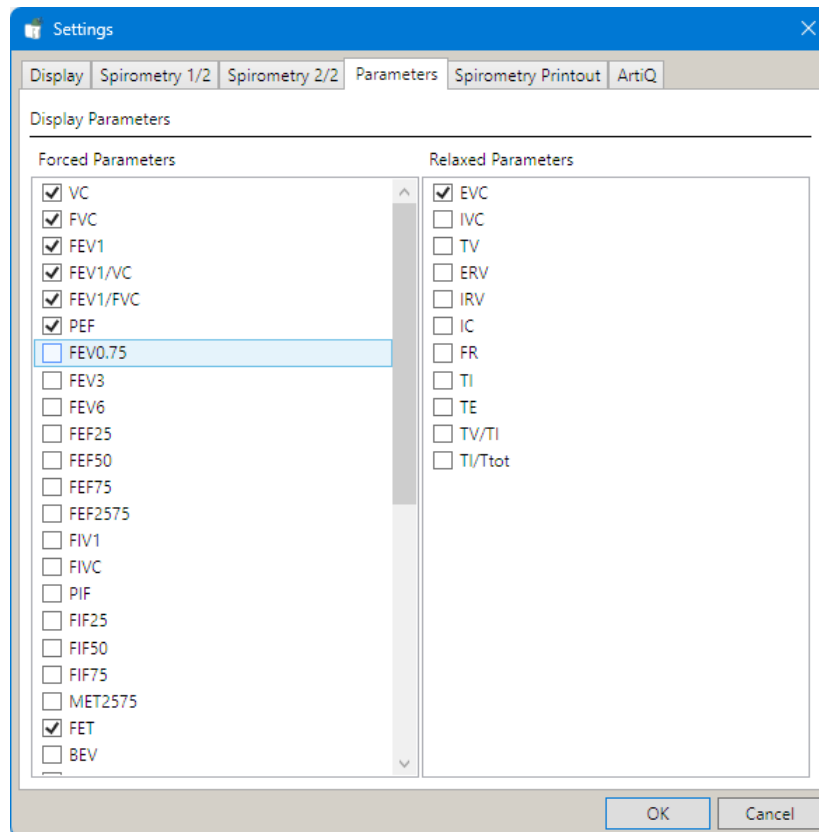 Settings
Display Spirometry 1/2 Spirometry 2/2 Parameters Spirometry Printout ArtiQ
Display Parameters
Forced Parameters
VC
FVC
FEV1
FEV1/VC
FEV1/FVC
PEF
FEV0.75
FEV3
FEV6
FEF25
FEF50
FEF75
FEF2575
FIV1
FIVC
PIF
FIF25
FIF50
FIF75
MET2575
FET
BEV
Relaxed Parameters
EVC
IVC
TV
ERV
IRV
IC
FR
TI
TE
TV/TI
TI/Ttot
OK Cancel